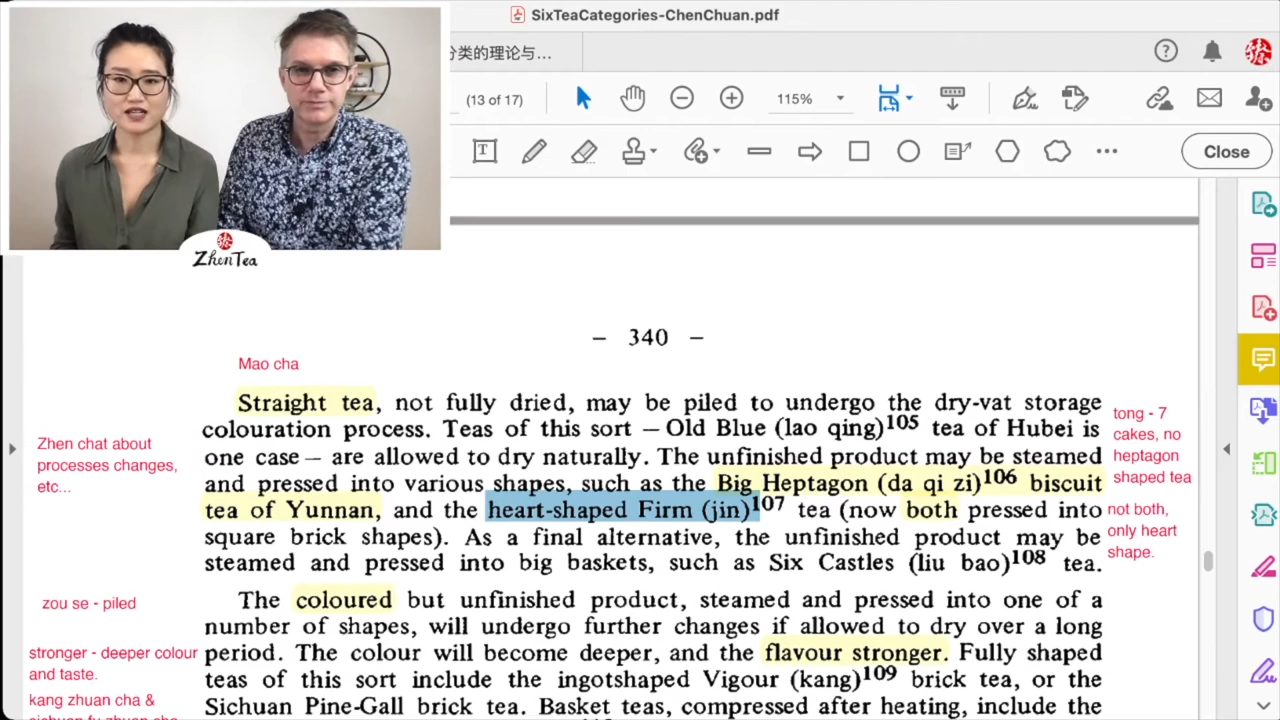 SixTeaCategories-ChenChuan.pdf
分类的理论与...
(13 of 17)
115%
Close
ZhenTea
– 340 –
Mao cha
Straight tea, not fully dried, may be piled to undergo the dry-vat storage
colouration process. Teas of this sort – Old Blue (lao qing)105 tea of Hubei is
one case – are allowed to dry naturally. The unfinished product may be steamed
and pressed into various shapes, such as the Big Heptagon (da qi zi)106 biscuit
tea of Yunnan, and the heart-shaped Firm (jin)107 tea (now both pressed into
square brick shapes). As a final alternative, the unfinished product may be
steamed and pressed into big baskets, such as Six Castles (liu bao)108 tea.
Zhen chat about
processes changes,
etc...
tong - 7
cakes, no
heptagon
shaped tea
not both,
only heart
shape.
zou se - piled
The coloured but unfinished product, steamed and pressed into one of a
number of shapes, will undergo further changes if allowed to dry over a long
period. The colour will become deeper, and the flavour stronger. Fully shaped
teas of this sort include the ingotshaped Vigour (kang)109 brick tea, or the
Sichuan Pine-Gall brick tea. Basket teas, compressed after heating, include the
stronger - deeper colour
and taste.
kang zhuan cha &